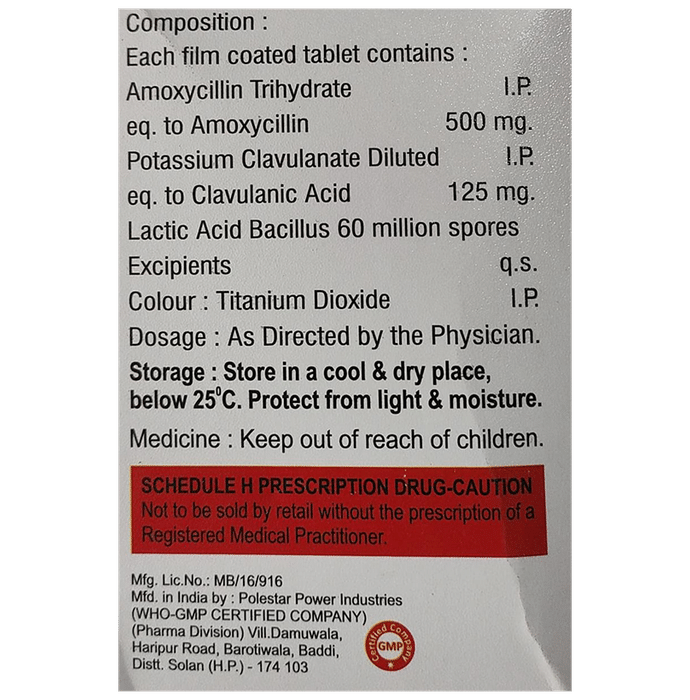 Composition :
Each film coated tablet contains :
Amoxycillin Trihydrate I.P.
eq. to Amoxycillin 500 mg.
Potassium Clavulanate Diluted I.P.
eq. to Clavulanic Acid 125 mg.
Lactic Acid Bacillus 60 million spores
Excipients q.s.
Colour : Titanium Dioxide I.P.
Dosage : As Directed by the Physician.
Storage : Store in a cool & dry place,
below 25°C. Protect from light & moisture.
Medicine : Keep out of reach of children.
SCHEDULE H PRESCRIPTION DRUG-CAUTION
Not to be sold by retail without the prescription of a
Registered Medical Practitioner.
Mfg. Lic.No.: MB/16/916
Mfd. in India by : Polestar Power Industries
(WHO-GMP CERTIFIED COMPANY)
(Pharma Division) Vill.Damuwala,
Haripur Road, Barotiwala, Baddi,
Distt. Solan (H.P.) - 174 103
Certified Company
GMP